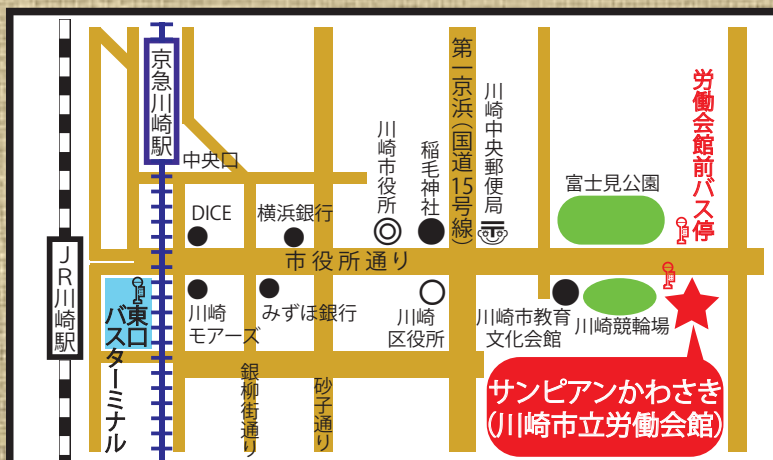 京急川崎駅
中央口
JR川崎駅
東口
バスターミナル
DICE
横浜銀行
川崎市役所
稲毛神社
第一京浜(国道15号線)
川崎中央郵便局
富士見公園
労働会館前バス停
市役所通り
川崎
モアーズ
みずほ銀行
川崎
区役所
川崎市教育
文化会館
川崎競輪場
銀柳街通り
砂子通り
サンピアンかわさき
(川崎市立労働会館)